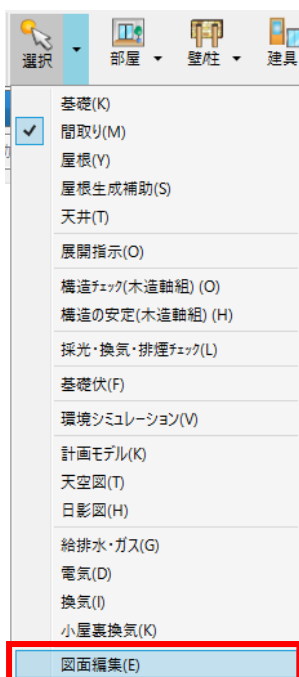 選択 部屋 壁/柱 建具
基礎(K)
間取り(M)
屋根(Y)
屋根生成補助(S)
天井(T)
展開指示(O)
構造ﾁｪｯｸ(木造軸組) (O)
構造の安定(木造軸組) (H)
採光・換気・排煙ﾁｪｯｸ(L)
基礎伏(F)
環境ｼﾐｭﾚｰｼｮﾝ(V)
計画ﾓﾃﾞﾙ(K)
天空図(T)
日影図(H)
給排水・ｶﾞｽ(G)
電気(D)
換気(I)
小屋裏換気(K)
図面編集(E)